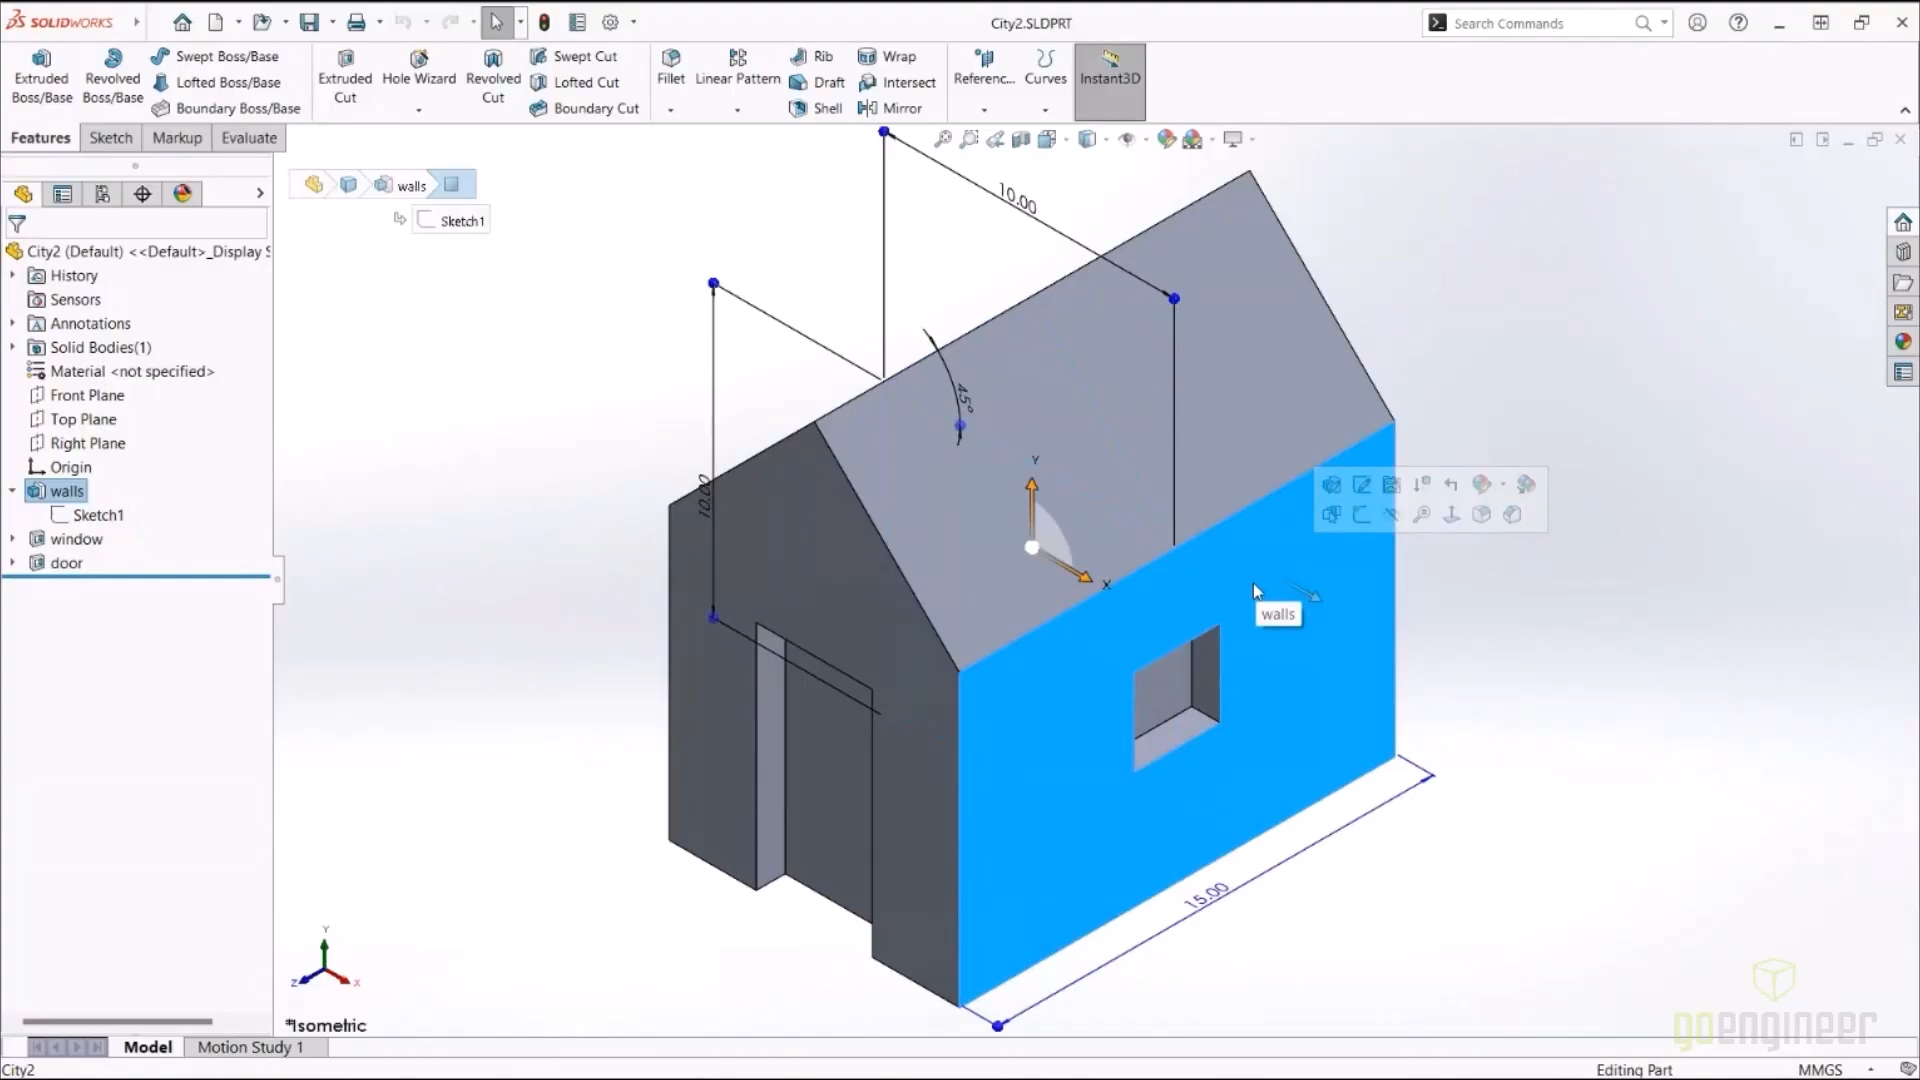 SOLIDWORKS
City2.SLDPRT
Search Commands
Extruded Boss/Base
Revolved Boss/Base
Swept Boss/Base
Lofted Boss/Base
Boundary Boss/Base
Extruded Cut
Hole Wizard
Revolved Cut
Swept Cut
Lofted Cut
Boundary Cut
Fillet
Linear Pattern
Rib
Draft
Shell
Wrap
Intersect
Mirror
Referenc...
Curves
Instant3D
Features
Sketch
Markup
Evaluate
walls
Sketch1
City2 (Default) <<Default>_Display S
History
Sensors
Annotations
Solid Bodies(1)
Material <not specified>
Front Plane
Top Plane
Right Plane
Origin
walls
Sketch1
window
door
10.00
45°
10.00
Y
X
walls
15.00
Y
Z
X
*Isometric
goengineer
Model
Motion Study 1
City2
Editing Part
MMGS